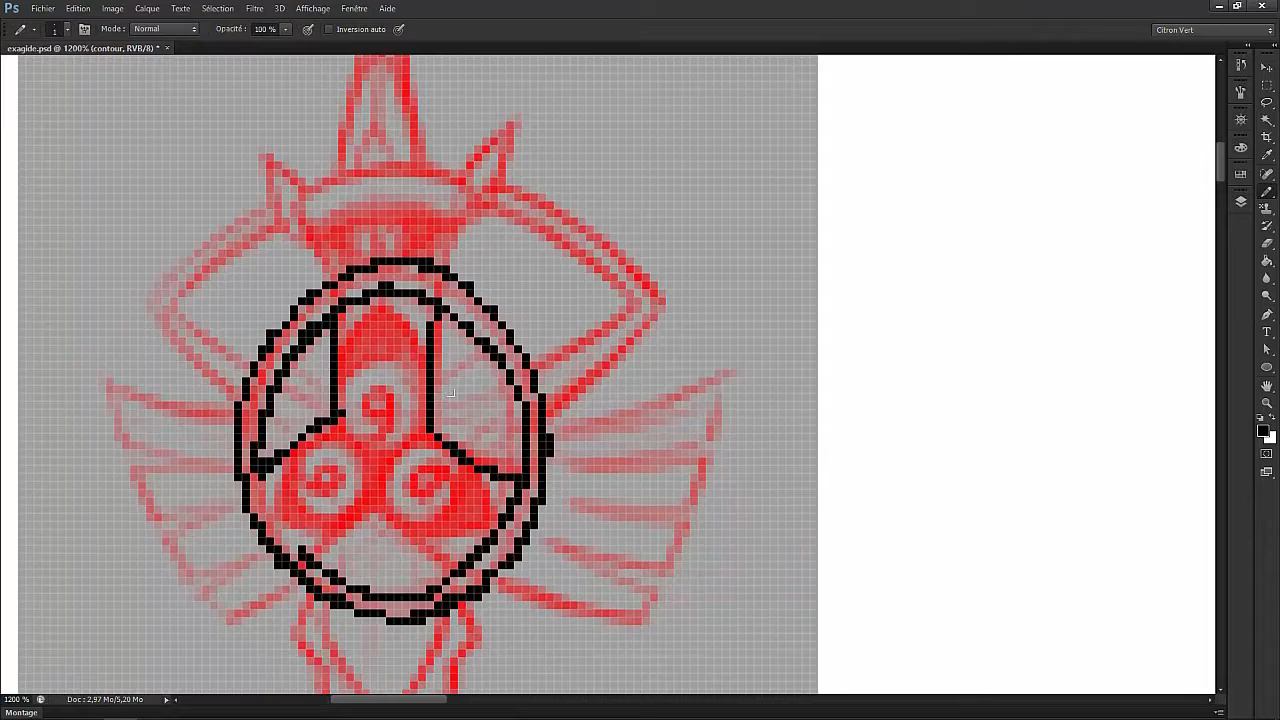 Ps Fichier Edition Image Calque Texte Sélection Filtre 3D Affichage Fenêtre Aide
1 Mode : Normal Opacité : 100 % Inversion auto Citron Vert
exagide.psd @ 1200% (contour, RVB/8) * ×
1200 % Doc : 2,97 Mo/5,20 Mo
Montage